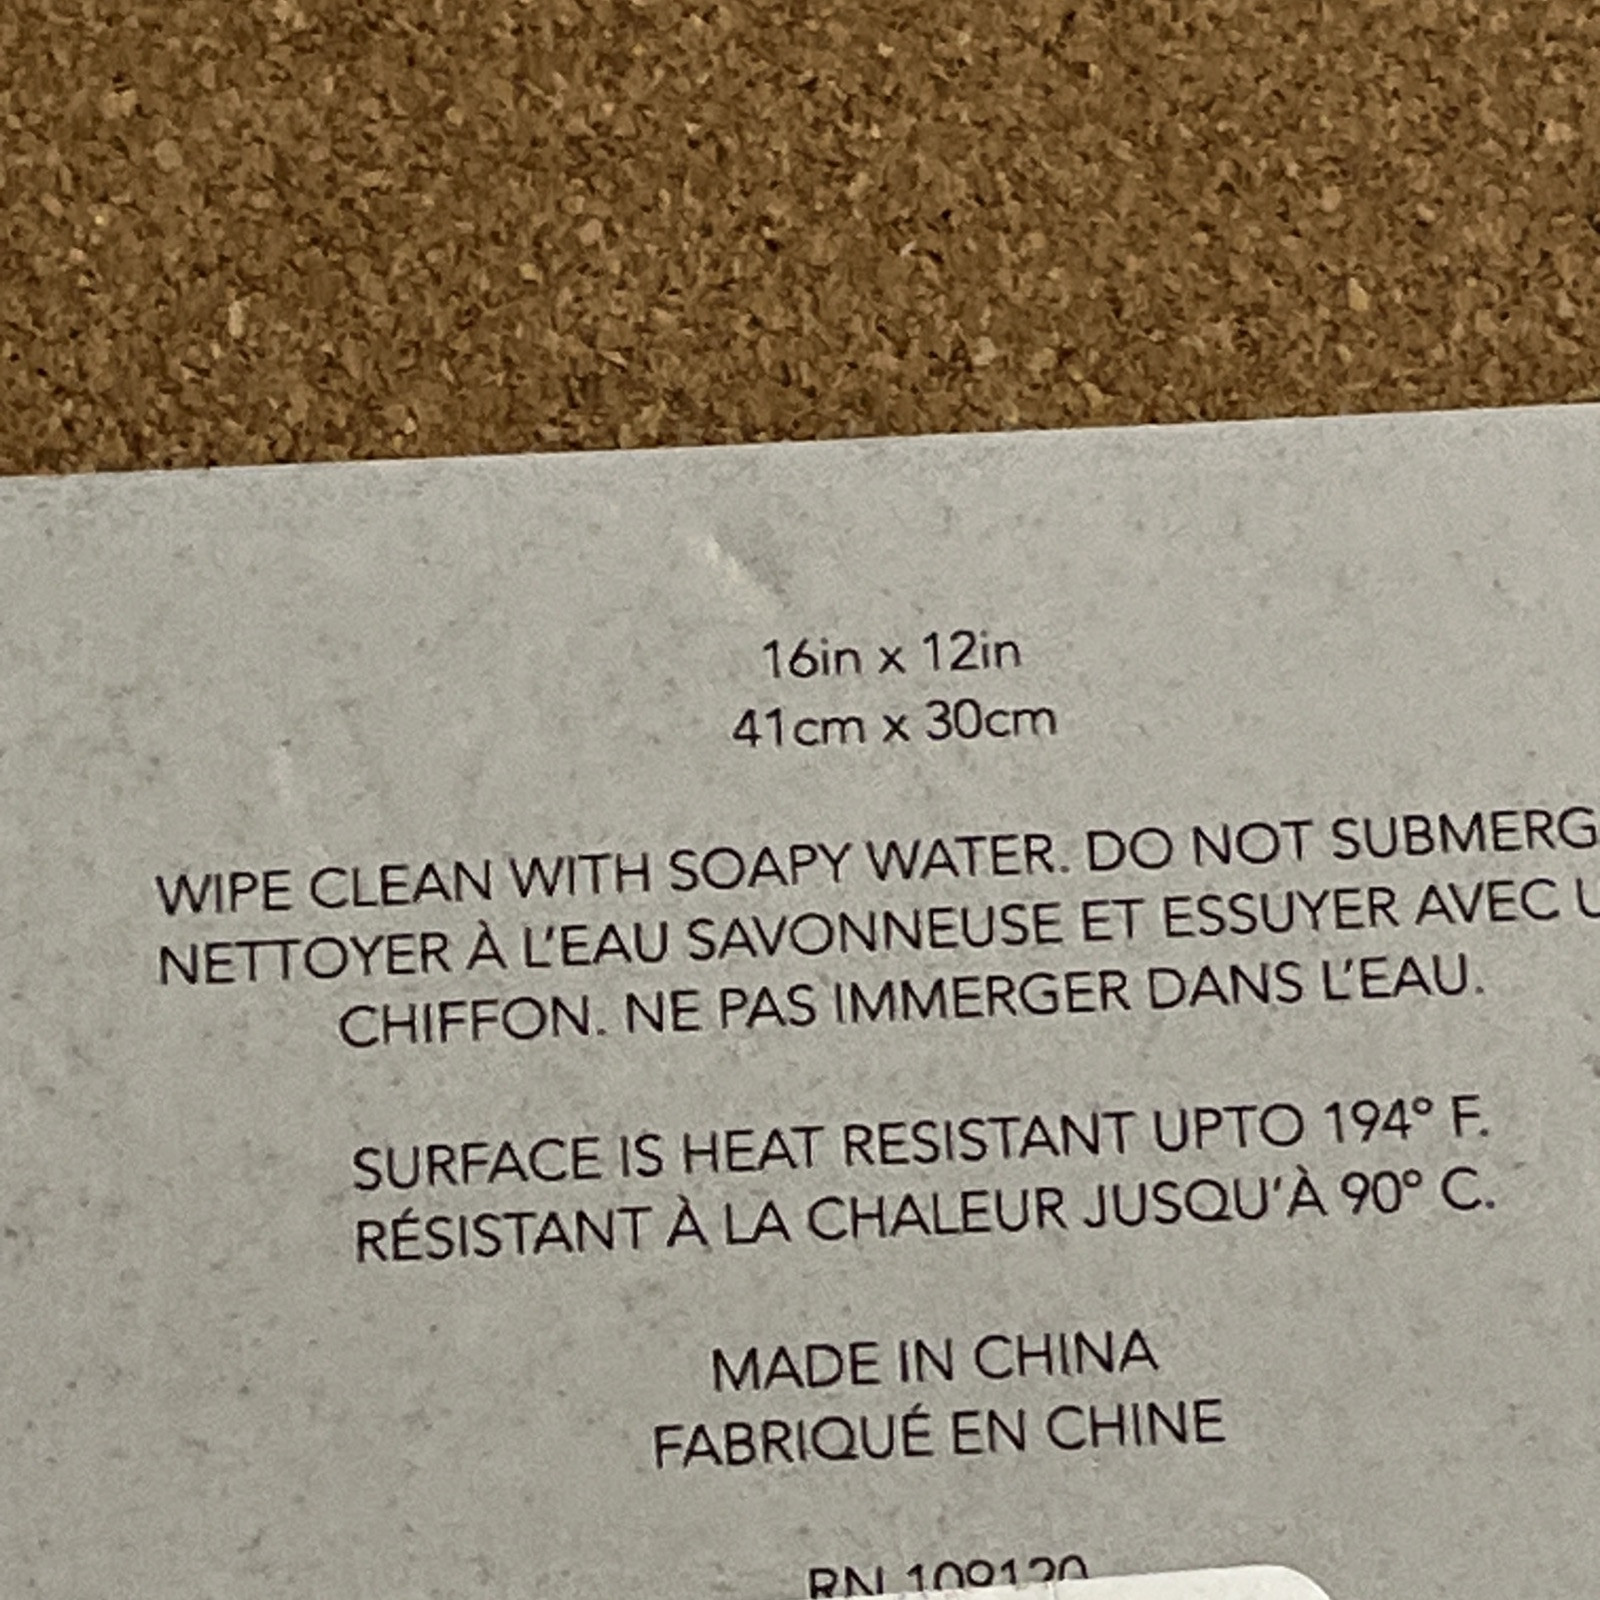 16in x 12in
41cm x 30cm
WIPE CLEAN WITH SOAPY WATER. DO NOT SUBMERG
NETTOYER À L'EAU SAVONNEUSE ET ESSUYER AVEC U
CHIFFON. NE PAS IMMERGER DANS L'EAU.
SURFACE IS HEAT RESISTANT UPTO 194° F.
RÉSISTANT À LA CHALEUR JUSQU'À 90° C.
MADE IN CHINA
FABRIQUÉ EN CHINE
RN 109120